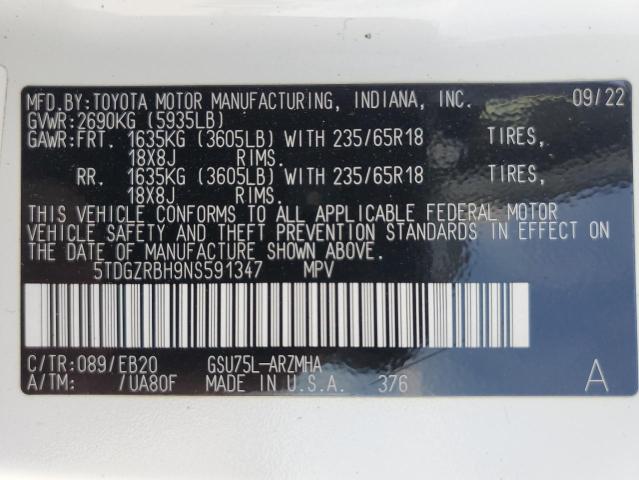 MFD.BY:TOYOTA MOTOR MANUFACTURING, INDIANA, INC. 09/22
GVWR:2690KG (5935LB)
GAWR:FRT. 1635KG (3605LB) WITH 235/65R18 TIRES,
18X8J RIMS.
RR. 1635KG (3605LB) WITH 235/65R18 TIRES,
18X8J RIMS.
THIS VEHICLE CONFORMS TO ALL APPLICABLE FEDERAL MOTOR
VEHICLE SAFETY AND THEFT PREVENTION STANDARDS IN EFFECT ON
THE DATE OF MANUFACTURE SHOWN ABOVE.
5TDGZRBH9NS591347 MPV
C/TR:089/EB20 GSU75L-ARZMHA
A/TM: /UA80F MADE IN U.S.A. 376 A